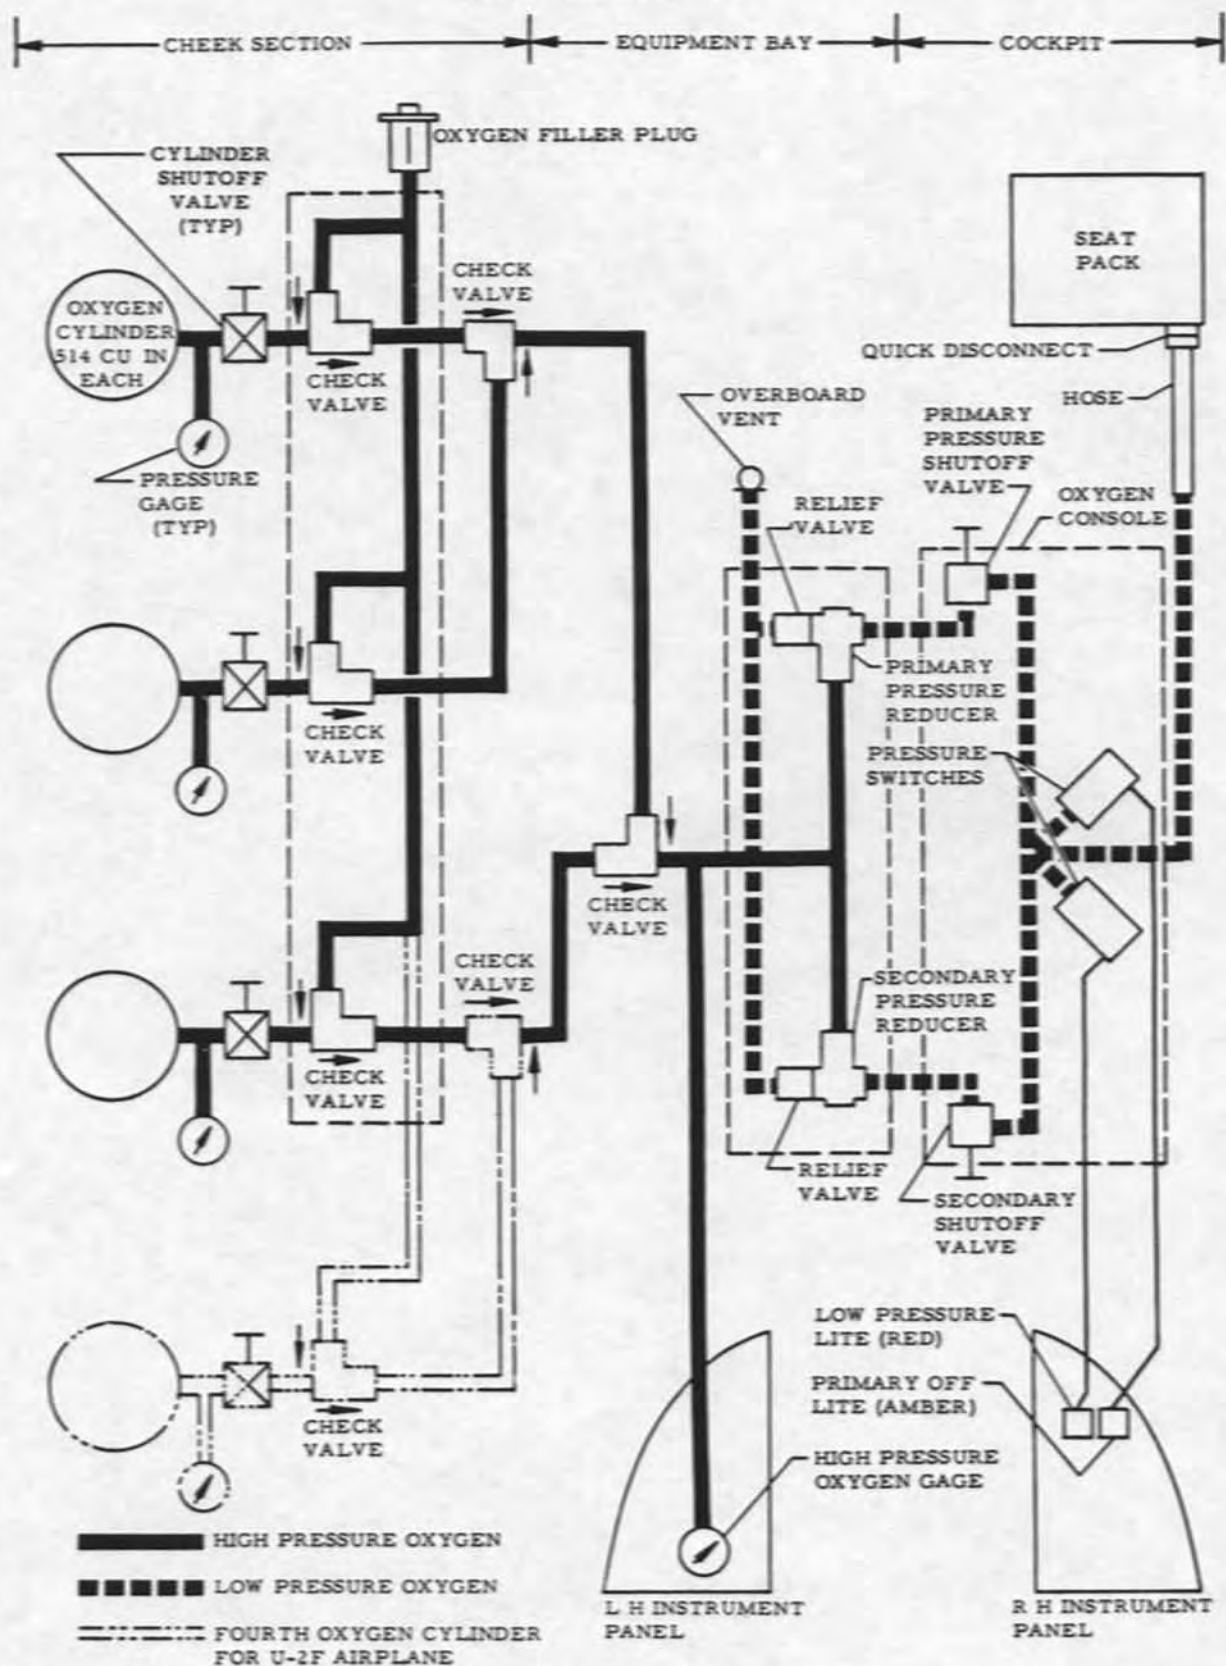 CHEEK SECTION
EQUIPMENT BAY
COCKPIT
OXYGEN FILLER PLUG
CYLINDER
SHUTOFF
VALVE
(TYP)
CHECK
VALVE
SEAT
PACK
OXYGEN
CYLINDER
514 CU IN
EACH
CHECK
VALVE
QUICK DISCONNECT
HOSE
OVERBOARD
VENT
PRIMARY
PRESSURE
SHUTOFF
VALVE
PRESSURE
GAGE
(TYP)
RELIEF
VALVE
OXYGEN
CONSOLE
PRIMARY
PRESSURE
REDUCER
CHECK
VALVE
PRESSURE
SWITCHES
CHECK
VALVE
CHECK
VALVE
SECONDARY
PRESSURE
REDUCER
CHECK
VALVE
RELIEF
VALVE
SECONDARY
SHUTOFF
VALVE
LOW PRESSURE
LITE (RED)
PRIMARY OFF
LITE (AMBER)
CHECK
VALVE
HIGH PRESSURE
OXYGEN GAGE
HIGH PRESSURE OXYGEN
LOW PRESSURE OXYGEN
FOURTH OXYGEN CYLINDER
FOR U-2F AIRPLANE
L H INSTRUMENT
PANEL
R H INSTRUMENT
PANEL